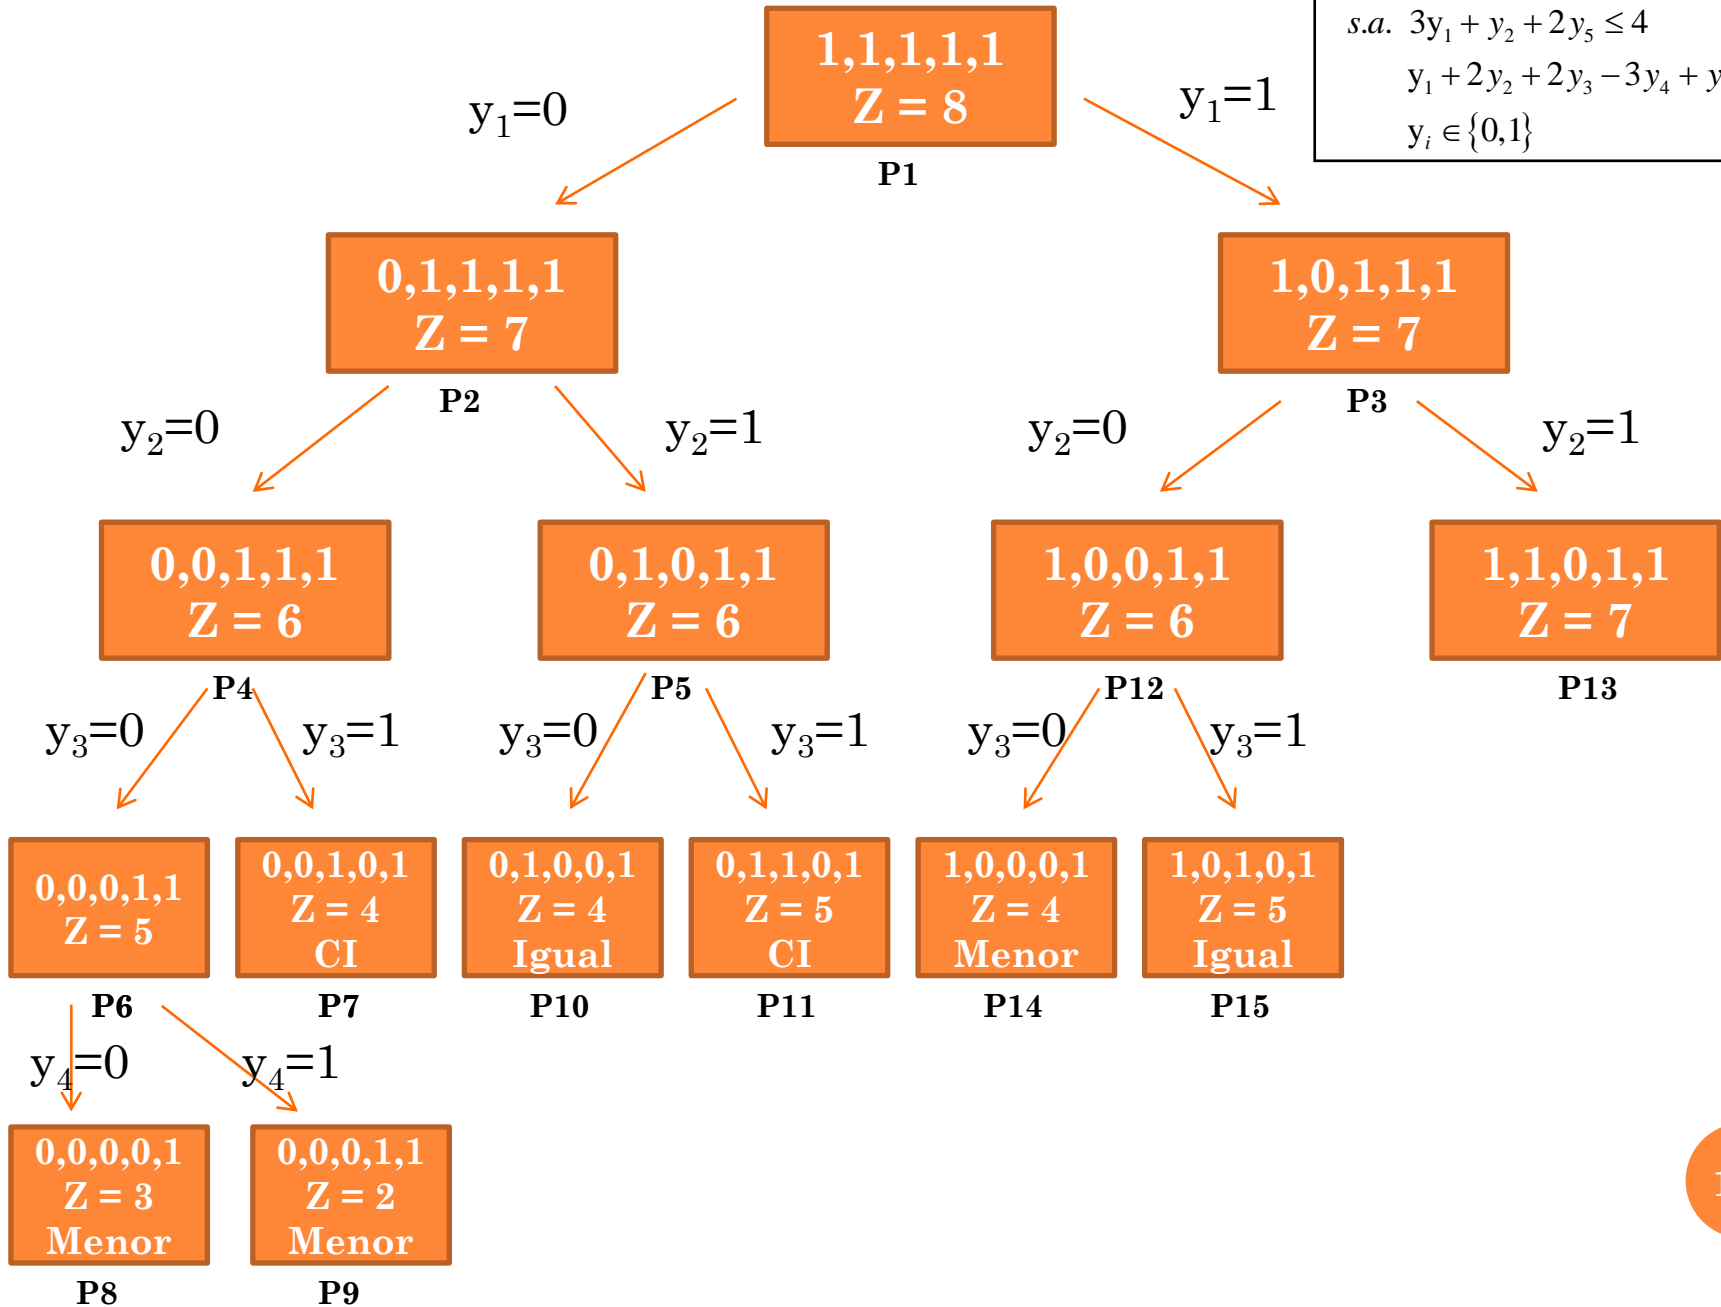 s.a. 3y₁ + y₂ + 2y₅ ≤ 4
y₁ + 2y₂ + 2y₃ − 3y₄ + y
yᵢ ∈ {0,1}
1,1,1,1,1
Z = 8
P1
y₁=0
y₁=1
0,1,1,1,1
Z = 7
P2
1,0,1,1,1
Z = 7
P3
y₂=0
y₂=1
y₂=0
y₂=1
0,0,1,1,1
Z = 6
P4
0,1,0,1,1
Z = 6
P5
1,0,0,1,1
Z = 6
P12
1,1,0,1,1
Z = 7
P13
y₃=0
y₃=1
y₃=0
y₃=1
y₃=0
y₃=1
0,0,0,1,1
Z = 5
P6
0,0,1,0,1
Z = 4
CI
P7
0,1,0,0,1
Z = 4
Igual
P10
0,1,1,0,1
Z = 5
CI
P11
1,0,0,0,1
Z = 4
Menor
P14
1,0,1,0,1
Z = 5
Igual
P15
y₄=0
y₄=1
0,0,0,0,1
Z = 3
Menor
P8
0,0,0,1,1
Z = 2
Menor
P9